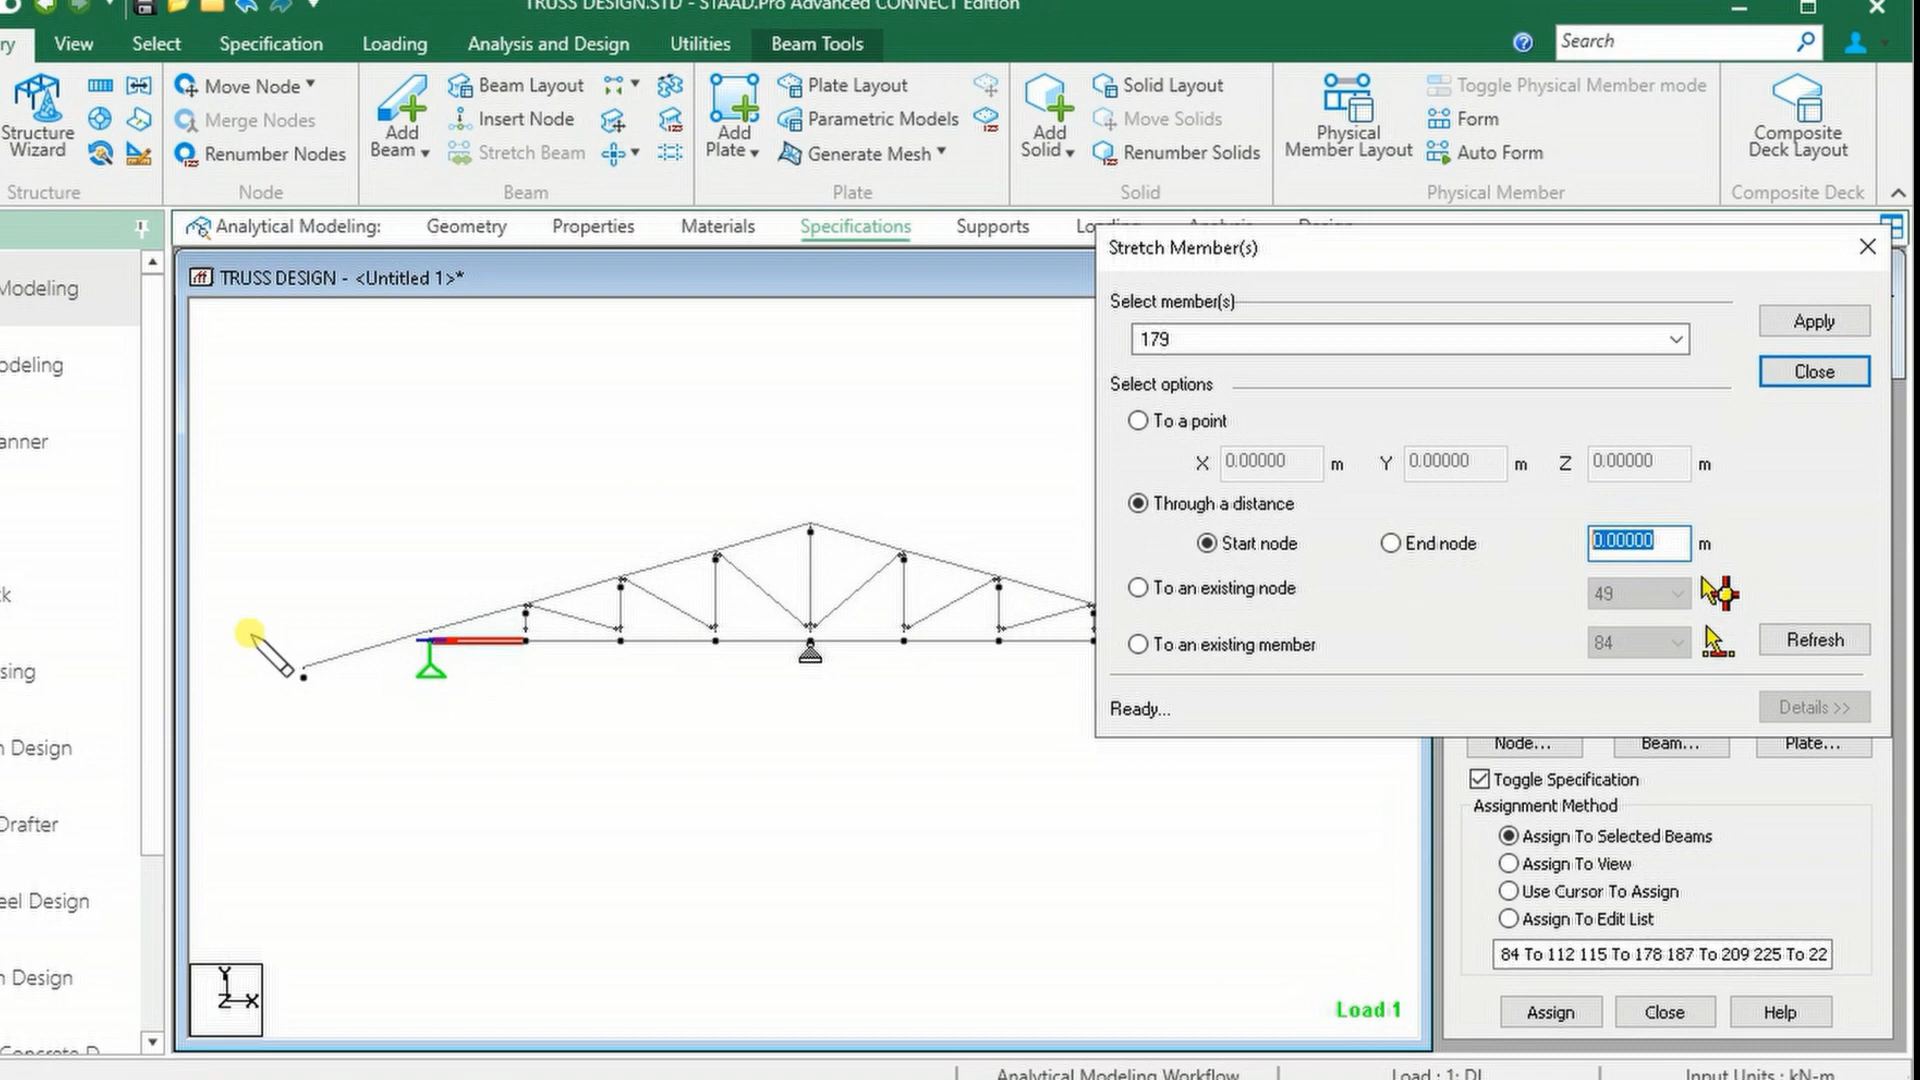 TRUSS DESIGN.STD - STAAD.Pro Advanced CONNECT Edition
ry View Select Specification Loading Analysis and Design Utilities Beam Tools Search
Structure Wizard
Structure
Move Node
Merge Nodes
Renumber Nodes
Node
Add Beam
Beam Layout
Insert Node
Stretch Beam
Beam
Add Plate
Plate Layout
Parametric Models
Generate Mesh
Plate
Add Solid
Solid Layout
Move Solids
Renumber Solids
Solid
Physical Member Layout
Toggle Physical Member mode
Form
Auto Form
Physical Member
Composite Deck Layout
Composite Deck
Analytical Modeling: Geometry Properties Materials Specifications Supports
Modeling
odeling
anner
k
sing
n Design
Drafter
eel Design
n Design
TRUSS DESIGN - <Untitled 1>*
Y
Z X
Load 1
Stretch Member(s)
Select member(s)
179
Apply
Close
Select options
To a point
X 0.00000 m Y 0.00000 m Z 0.00000 m
Through a distance
Start node End node 0.00000 m
To an existing node 49
To an existing member 84 Refresh
Ready... Details >>
Node... Beam... Plate...
Toggle Specification
Assignment Method
Assign To Selected Beams
Assign To View
Use Cursor To Assign
Assign To Edit List
84 To 112 115 To 178 187 To 209 225 To 22
Assign Close Help
Analytical Modeling Workflow Load : 1: DL Input Units : kN-m